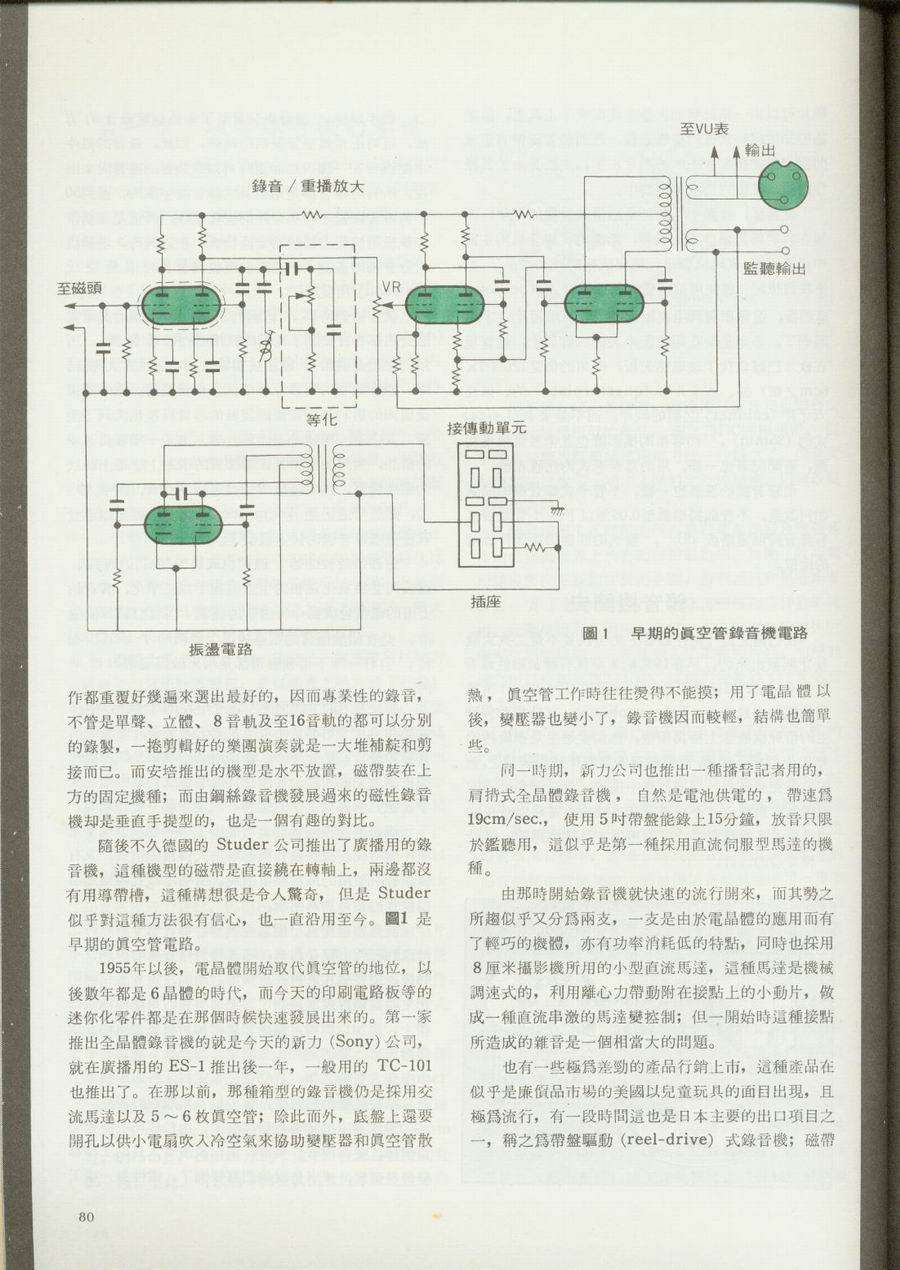 至VU表
輸出
錄音 / 重播放大
監聽輸出
至磁頭
VR
等化
接傳動單元
插座
圖1 早期的眞空管錄音機電路
振盪電路
作都重覆好幾遍來選出最好的，因而專業性的錄音，
不管是單聲、立體、8音軌及至16音軌的都可以分別
的錄製，一捲剪輯好的樂團演奏就是一大堆補綻和剪
接而已。而安培推出的機型是水平放置，磁帶裝在上
方的固定機種；而由鋼絲錄音機發展過來的磁性錄音
機却是垂直手提型的，也是一個有趣的對比。
隨後不久德國的 Studer 公司推出了廣播用的錄
音機，這種機型的磁帶是直接繞在轉軸上，兩邊都沒
有用導帶槽，這種構想很是令人驚奇，但是 Studer
似乎對這種方法很有信心，也一直沿用至今。圖1 是
早期的眞空管電路。
1955年以後，電晶體開始取代眞空管的地位，以
後數年都是6晶體的時代，而今天的印刷電路板等的
迷你化零件都是在那個時候快速發展出來的。第一家
推出全晶體錄音機的就是今天的新力 (Sony) 公司，
就在廣播用的 ES-1 推出後一年，一般用的 TC-101
也推出了。在那以前，那種箱型的錄音機仍是採用交
流馬達以及5～6枚眞空管；除此而外，底盤上還要
開孔以供小電扇吹入冷空氣來協助變壓器和眞空管散
熱，眞空管工作時往往燙得不能摸；用了電晶體以
後，變壓器也變小了，錄音機因而較輕，結構也簡單
些。
同一時期，新力公司也推出一種播音記者用的，
肩揹式全晶體錄音機，自然是電池供電的，帶速爲
19cm/sec.，使用5吋帶盤能錄上15分鐘，放音只限
於鑑聽用，這似乎是第一種採用直流伺服型馬達的機
種。
由那時開始錄音機就快速的流行開來，而其勢之
所趨似乎又分爲兩支，一支是由於電晶體的應用而有
了輕巧的機體，亦有功率消耗低的特點，同時也採用
8厘米攝影機所用的小型直流馬達，這種馬達是機械
調速式的，利用離心力帶動附在接點上的小動片，做
成一種直流串激的馬達變控制；但一開始時這種接點
所造成的雜音是一個相當大的問題。
也有一些極爲差勁的產品行銷上市，這種產品在
似乎是廉價品市場的美國以兒童玩具的面目出現，且
極爲流行，有一段時間這也是日本主要的出口項目之
一，稱之爲帶盤驅動 (reel-drive) 式錄音機；磁帶
80